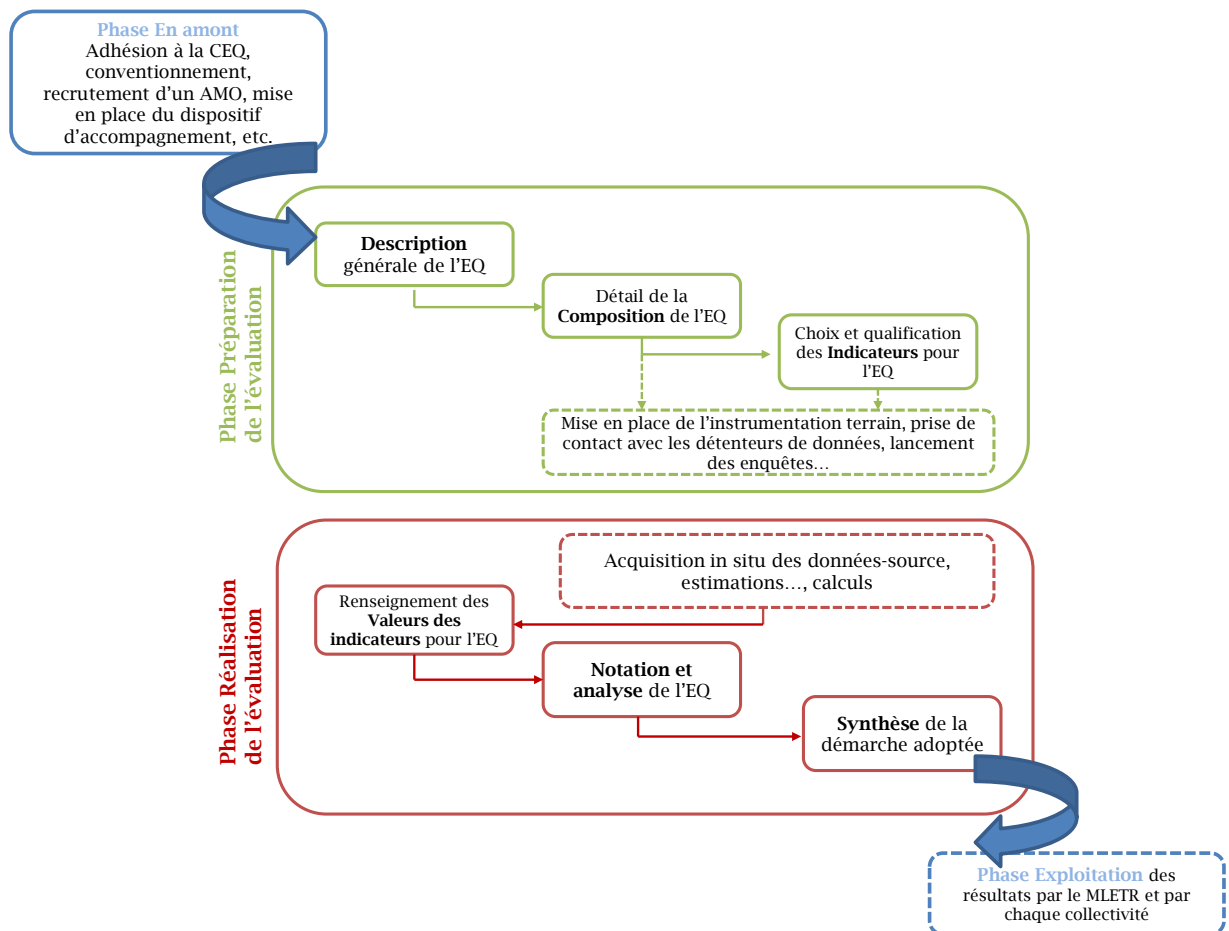 Phase En amont
Adhésion à la CEQ,
conventionnement,
recrutement d'un AMO, mise
en place du dispositif
d'accompagnement, etc.
Phase Préparation
de l'évaluation
Description
générale de l'EQ
Détail de la
Composition de l'EQ
Choix et qualification
des Indicateurs pour
l'EQ
Mise en place de l'instrumentation terrain, prise de
contact avec les détenteurs de données, lancement
des enquêtes…
Phase Réalisation
de l'évaluation
Acquisition in situ des données-source,
estimations…, calculs
Renseignement des
Valeurs des
indicateurs pour l'EQ
Notation et
analyse de l'EQ
Synthèse de la
démarche adoptée
Phase Exploitation des
résultats par le MLETR et par
chaque collectivité